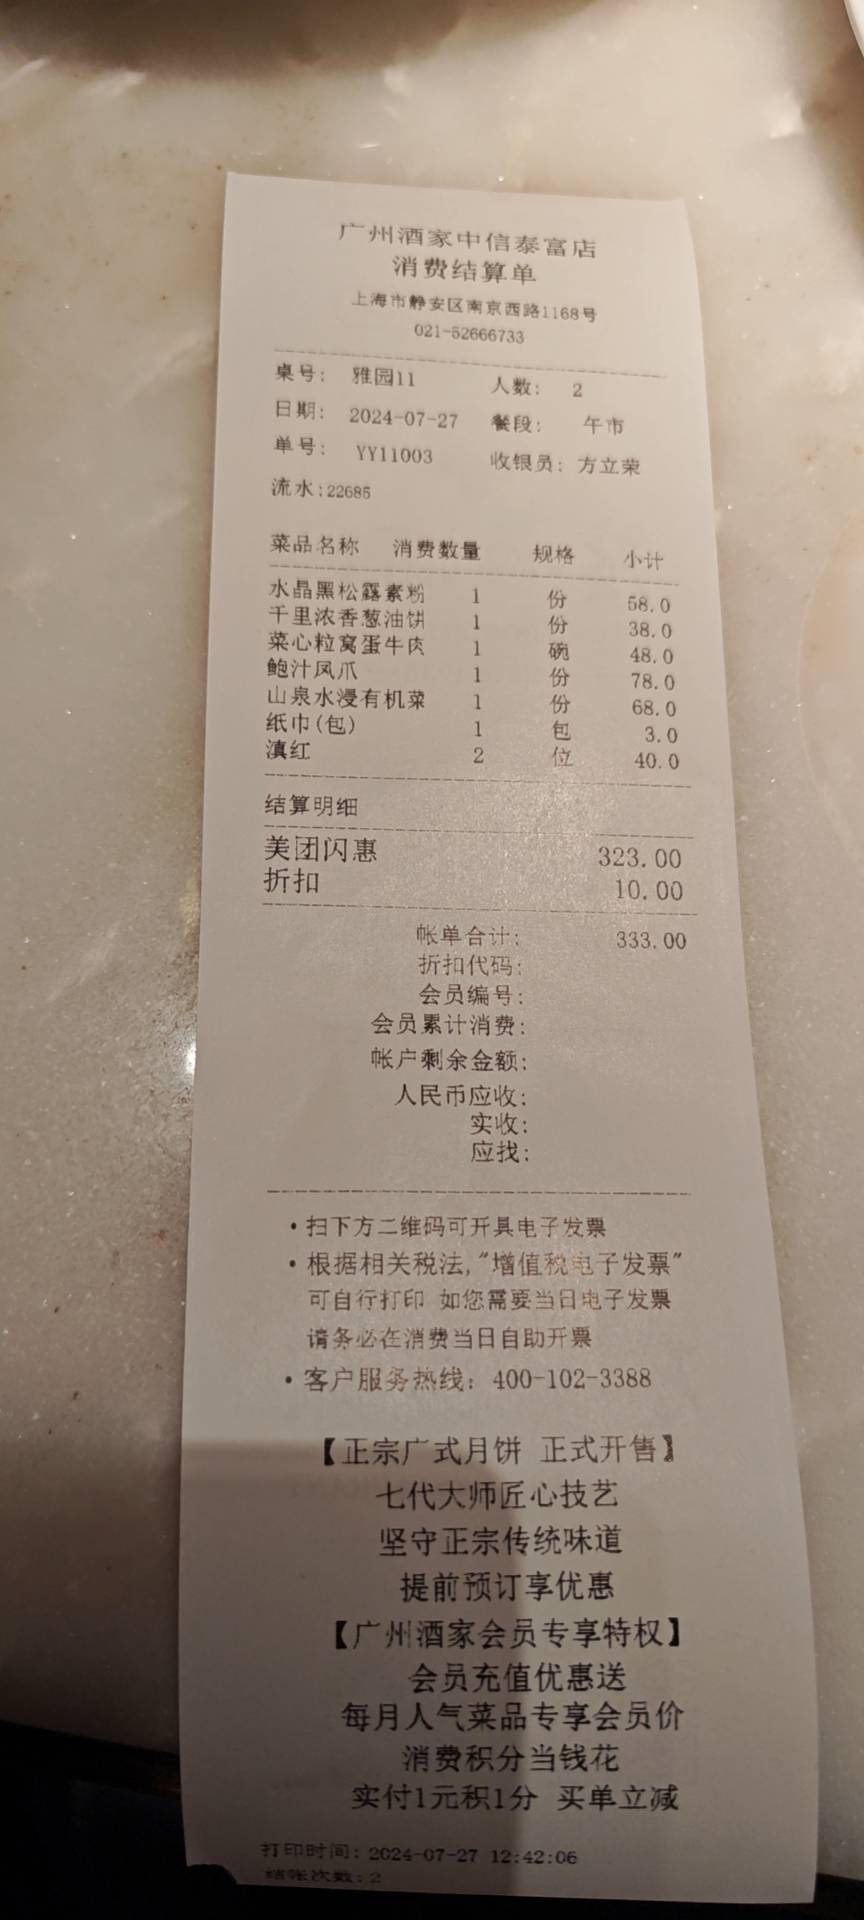 广州酒家中信泰富店
消费结算单
上海市静安区南京西路1168号
021-52666733
桌号： 雅园11 人数： 2
日期： 2024-07-27 餐段： 午市
单号： YY11003 收银员：方立荣
流水:22685
菜品名称 消费数量 规格 小计
水晶黑松露素粉 1 份 58.0
千里浓香葱油饼 1 份 38.0
菜心粒窝蛋牛肉 1 碗 48.0
鲍汁凤爪 1 份 78.0
山泉水浸有机菜 1 份 68.0
纸巾(包) 1 包 3.0
滇红 2 位 40.0
结算明细
美团闪惠 323.00
折扣 10.00
帐单合计: 333.00
折扣代码:
会员编号:
会员累计消费:
帐户剩余金额:
人民币应收:
实收:
应找:
•扫下方二维码可开具电子发票
•根据相关税法,"增值税电子发票"
可自行打印 如您需要当日电子发票
请务必在消费当日自助开票
•客户服务热线：400-102-3388
【正宗广式月饼 正式开售】
七代大师匠心技艺
坚守正宗传统味道
提前预订享优惠
【广州酒家会员专享特权】
会员充值优惠送
每月人气菜品专享会员价
消费积分当钱花
实付1元积1分 买单立减
打印时间：2024-07-27 12:42:06
结张次数:2